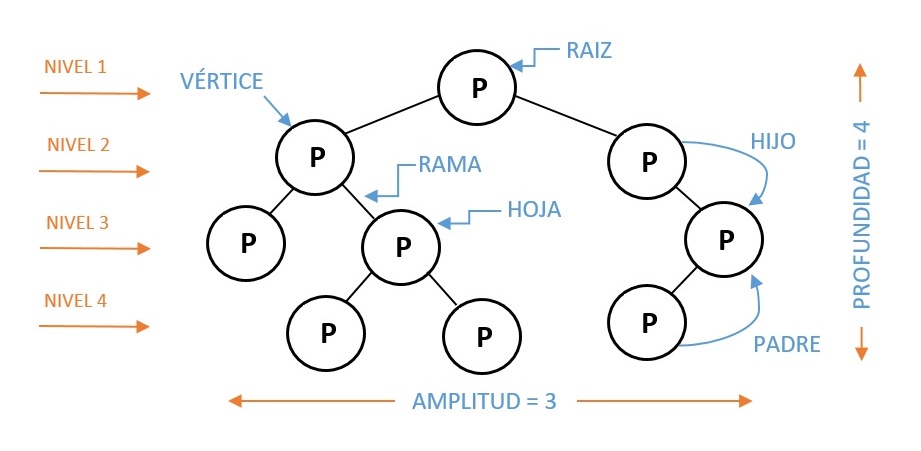 RAIZ
NIVEL 1
VÉRTICE
P
NIVEL 2
HIJO
P
RAMA
P
NIVEL 3
HOJA
P
P
P
PROFUNDIDAD = 4
NIVEL 4
P
P
P
PADRE
AMPLITUD = 3